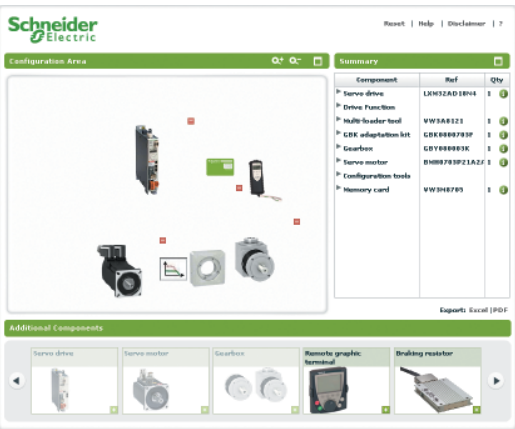 Schneider
Electric
Reset | Help | Disclaimer | ?
Configuration Area
Summary
Component Ref Qty
Servo drive LXM32AD18N4 1
Drive Function
Multi-loader tool VW3A8121 1
GBK adaptation kit 1
Gearbox 1
Servo motor 1
Configuration tools
Memory card VW3M8705 1
Export: Excel |PDF
Additional Components
Servo drive
Servo motor
Gearbox
Remote graphic
terminal
Braking resistor